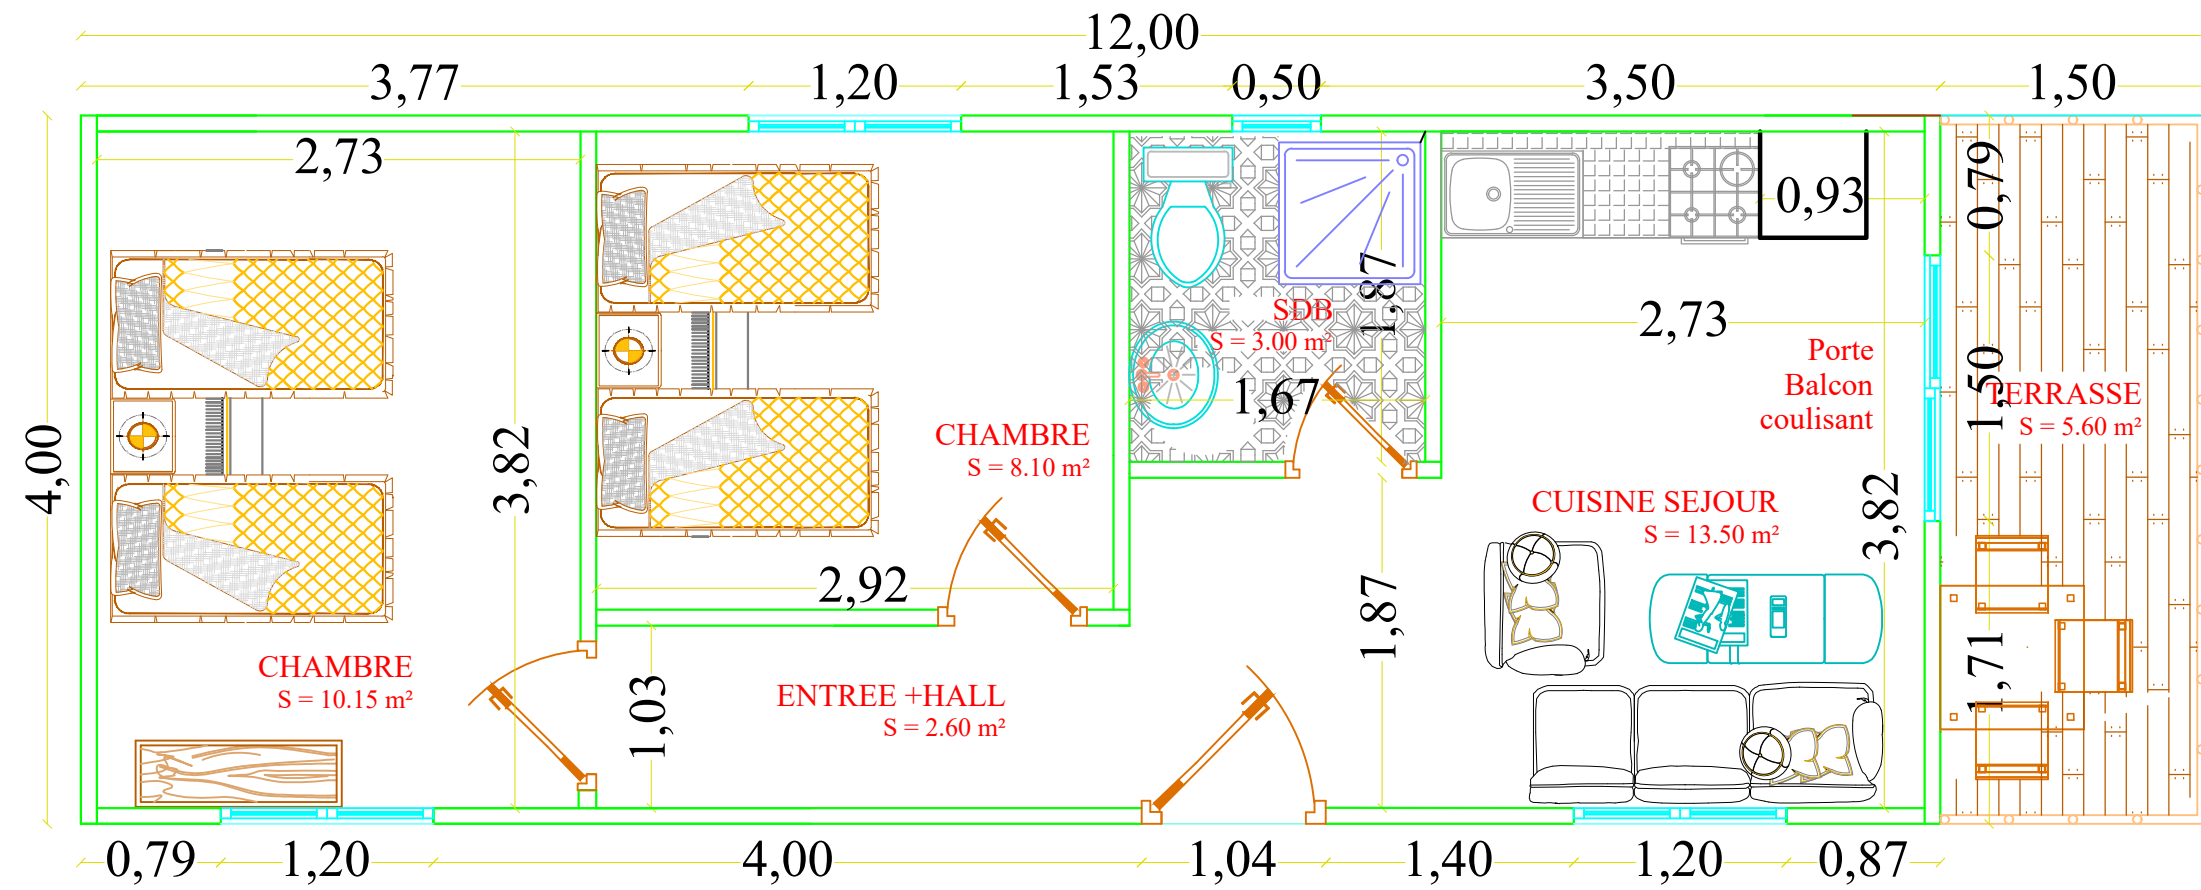 12,00
3,77 1,20 1,53 0,50 3,50 1,50
2,73
0,79
0,93
1,87
SDB
S = 3.00 m²
2,73
Porte
Balcon
coulisant
1,50
TERRASSE
S = 5.60 m²
1,67
4,00
3,82
CHAMBRE
S = 8.10 m²
CUISINE SEJOUR
S = 13.50 m²
3,82
2,92
1,87
CHAMBRE
S = 10.15 m²
1,03
ENTREE +HALL
S = 2.60 m²
1,71
0,79 1,20 4,00 1,04 1,40 1,20 0,87